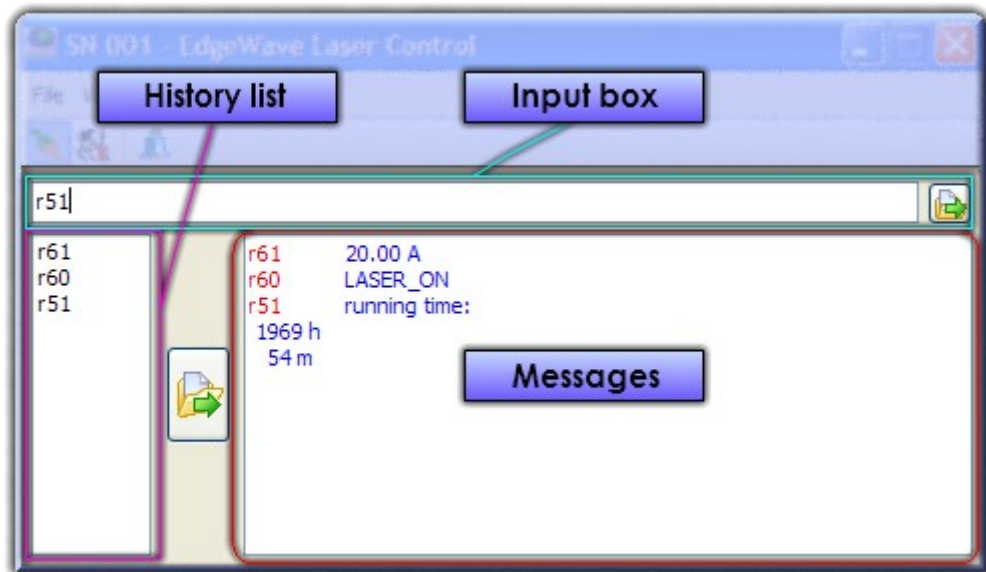 SN 001 - EdgeWave Laser Control
File
History list
Input box
r51
r61
r60
r51
r61 20.00 A
r60 LASER_ON
r51 running time:
1969 h
54 m
Messages